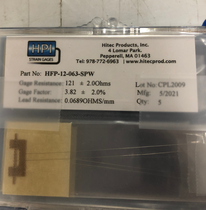 HPI
STRAIN GAGES
Hitec Products, Inc.
4 Lomar Park,
Pepperell, MA 01463
Tel: 978-772-6963 | www.hitecprod.com
Part No: HFP-12-063-SPW
Gauge Resistance: 121 ± 2.0Ohms Lot No: CPL2009
Gauge Factor: 3.82 ± 2.0% Mfg. 5/2021
Lead Resistance: 0.0689OHMS/mm Qty: 5